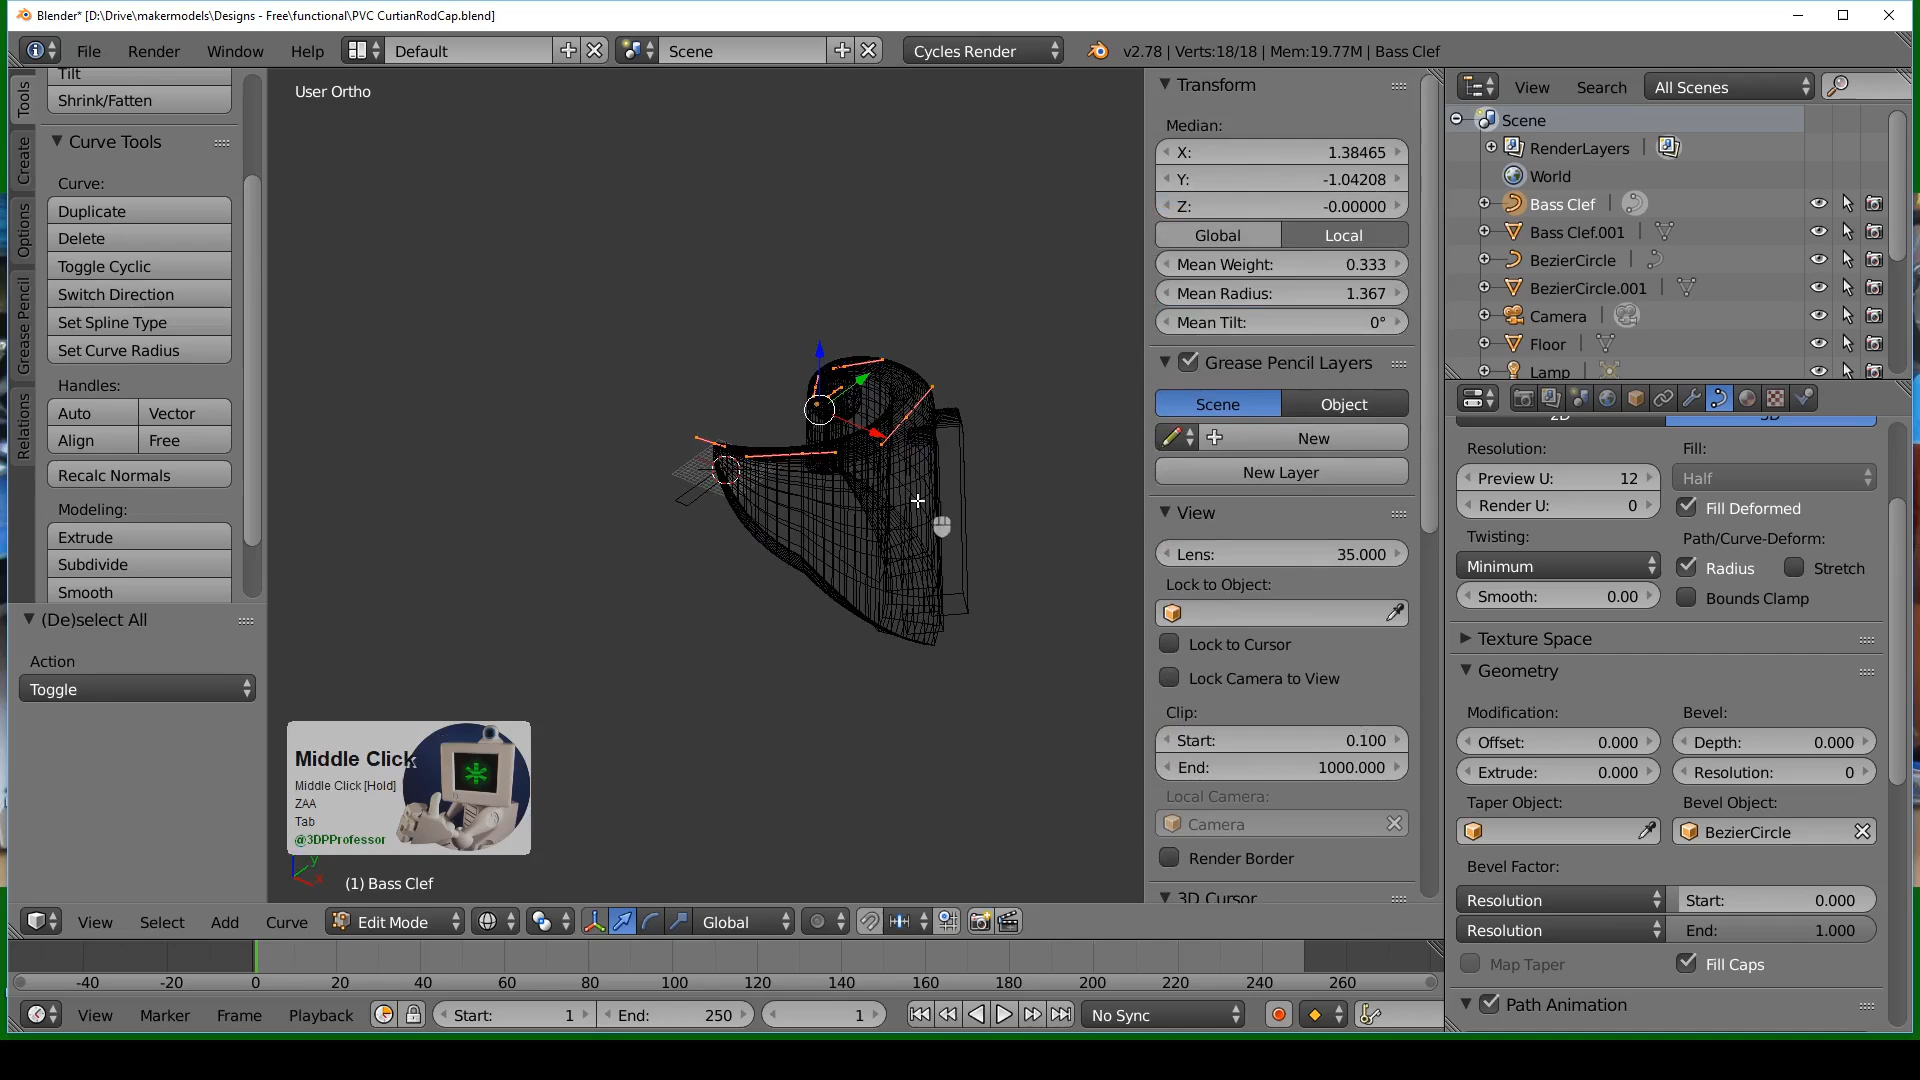 Blender* [D:\Drive\makermodels\Designs - Free\functional\PVC CurtianRodCap.blend]
File Render Window Help Default Scene Cycles Render v2.78 | Verts:18/18 | Mem:19.77M | Bass Clef
Tools
Create
Options
Grease Pencil
Relations
Tilt
Shrink/Fatten
Curve Tools
Curve:
Duplicate
Delete
Toggle Cyclic
Switch Direction
Set Spline Type
Set Curve Radius
Handles:
Auto Vector
Align Free
Recalc Normals
Modeling:
Extrude
Subdivide
Smooth
(De)select All
Action
Toggle
User Ortho
Middle Click
Middle Click [Hold]
ZAA
Tab
@3DPProfessor
y
x
(1) Bass Clef
Transform
Median:
X: 1.38465
Y: -1.04208
Z: -0.00000
Global Local
Mean Weight: 0.333
Mean Radius: 1.367
Mean Tilt: 0°
Grease Pencil Layers
Scene Object
New
New Layer
View
Lens: 35.000
Lock to Object:
Lock to Cursor
Lock Camera to View
Clip:
Start: 0.100
End: 1000.000
Local Camera:
Camera
Render Border
3D Cursor
View Search All Scenes
Scene
RenderLayers
World
Bass Clef
Bass Clef.001
BezierCircle
BezierCircle.001
Camera
Floor
Lamp
2D 3D
Resolution: Fill:
Preview U: 12 Half
Render U: 0 Fill Deformed
Twisting: Path/Curve-Deform:
Minimum Radius Stretch
Smooth: 0.00 Bounds Clamp
Texture Space
Geometry
Modification: Bevel:
Offset: 0.000 Depth: 0.000
Extrude: 0.000 Resolution: 0
Taper Object: Bevel Object:
BezierCircle
Bevel Factor:
Resolution Start: 0.000
Resolution End: 1.000
Map Taper Fill Caps
Path Animation
View Select Add Curve Edit Mode Global
-40 -20 0 20 40 60 80 100 120 140 160 180 200 220 240 260
View Marker Frame Playback Start: 1 End: 250 1 No Sync